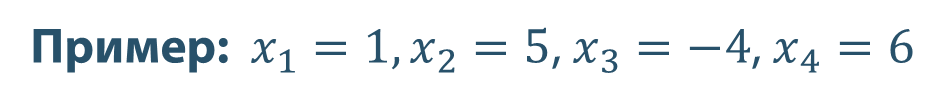 Пример: x₁ = 1, x₂ = 5, x₃ = −4, x₄ = 6